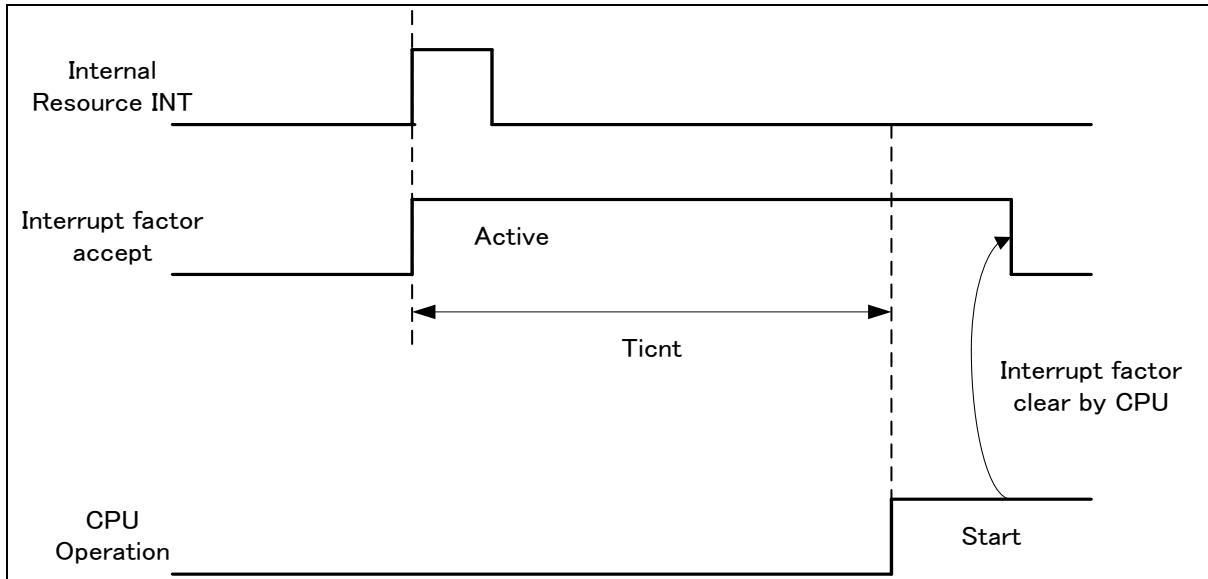 Internal
Resource INT
Interrupt factor
accept
Active
Ticnt
Interrupt factor
clear by CPU
CPU
Operation
Start